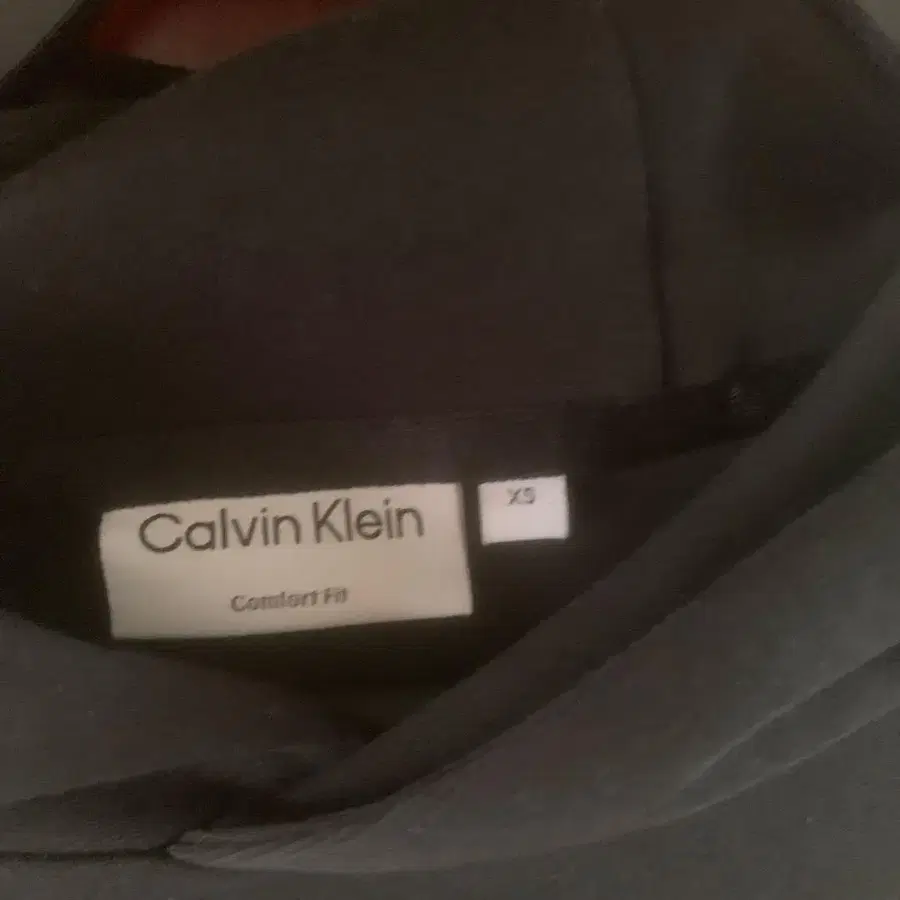 Calvin Klein
XS
Comfort Fit